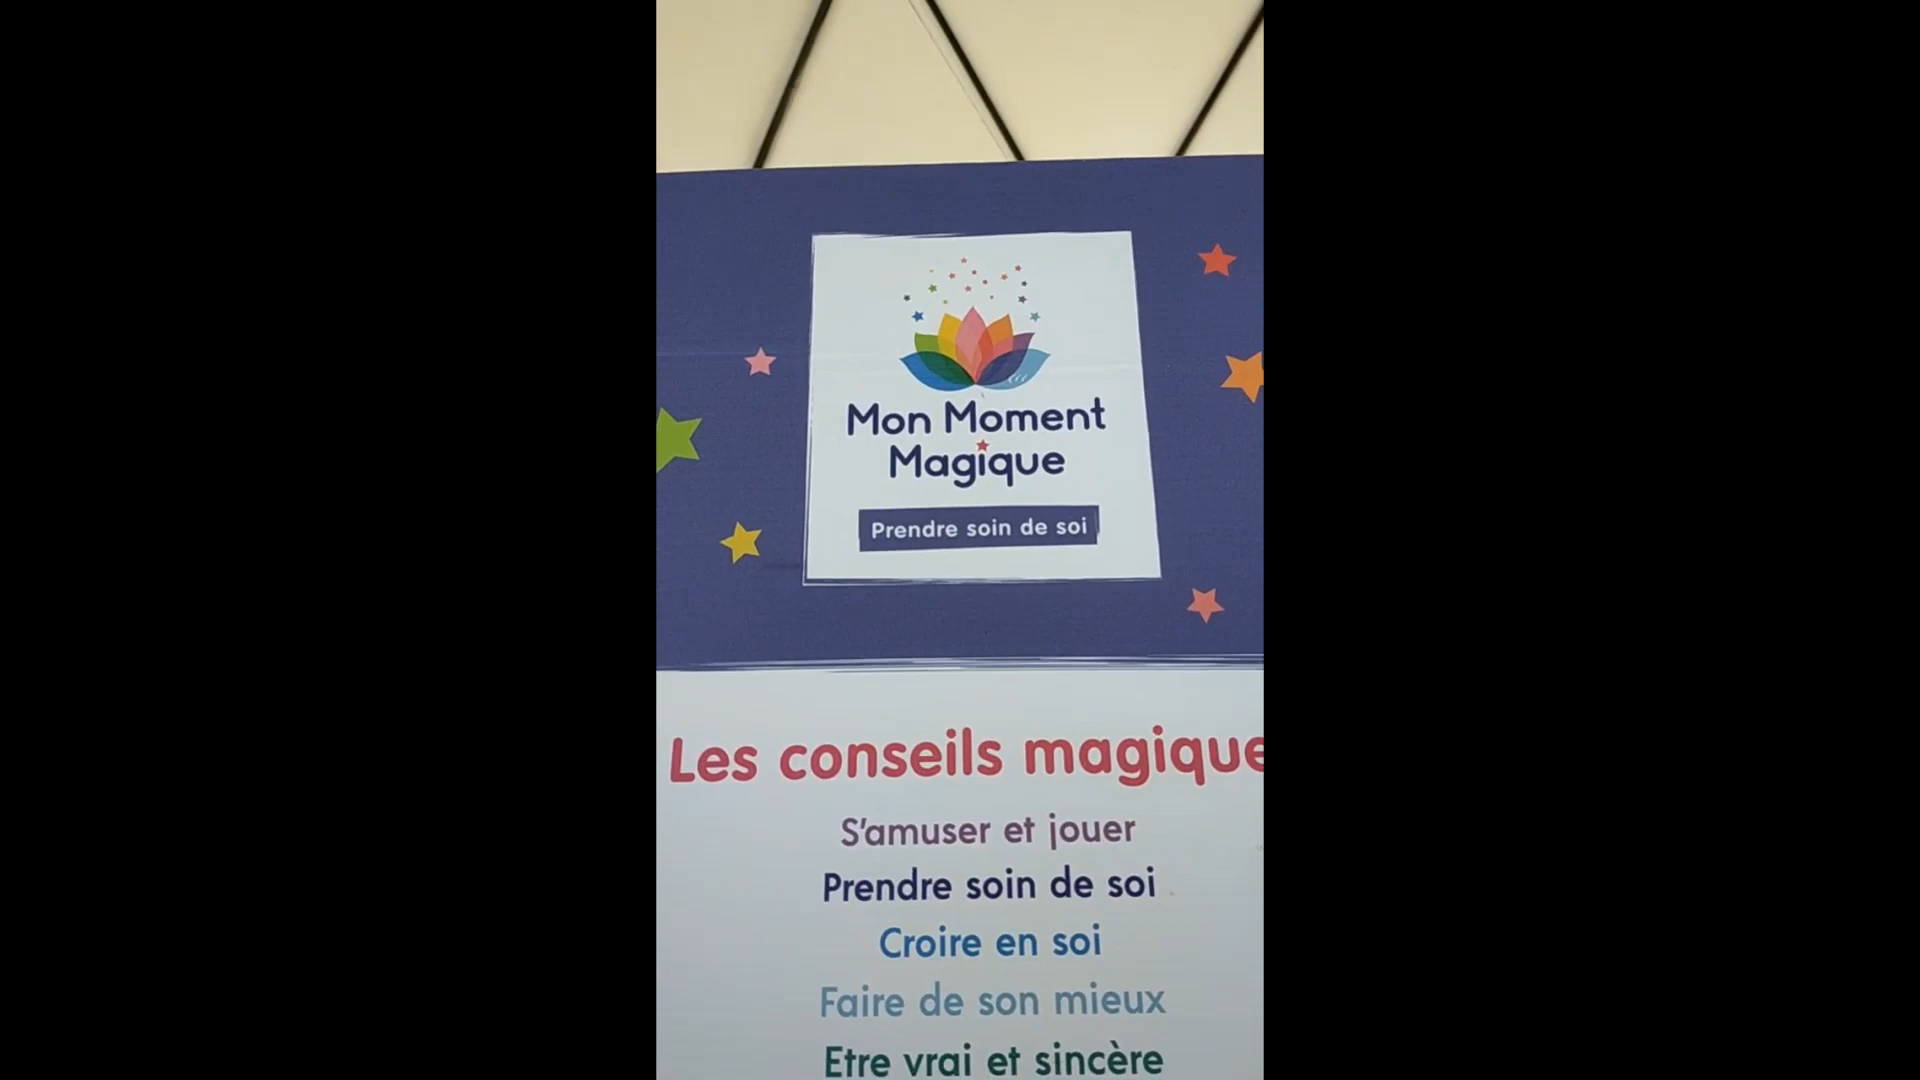 Mon Moment
Magique
Prendre soin de soi
Les conseils magique
S'amuser et jouer
Prendre soin de soi
Croire en soi
Faire de son mieux
Etre vrai et sincère